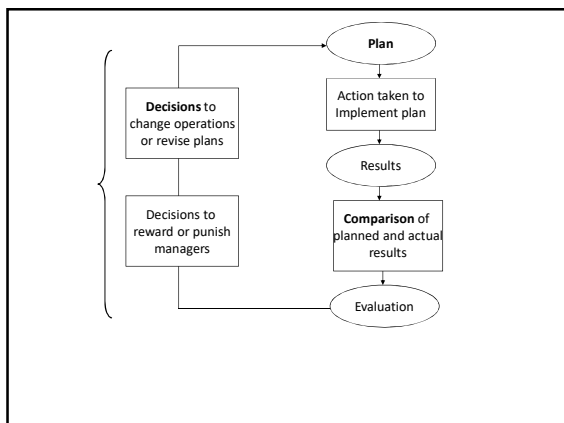 Plan
Action taken to
Implement plan
Results
Comparison of
planned and actual
results
Evaluation
Decisions to
reward or punish
managers
Decisions to
change operations
or revise plans